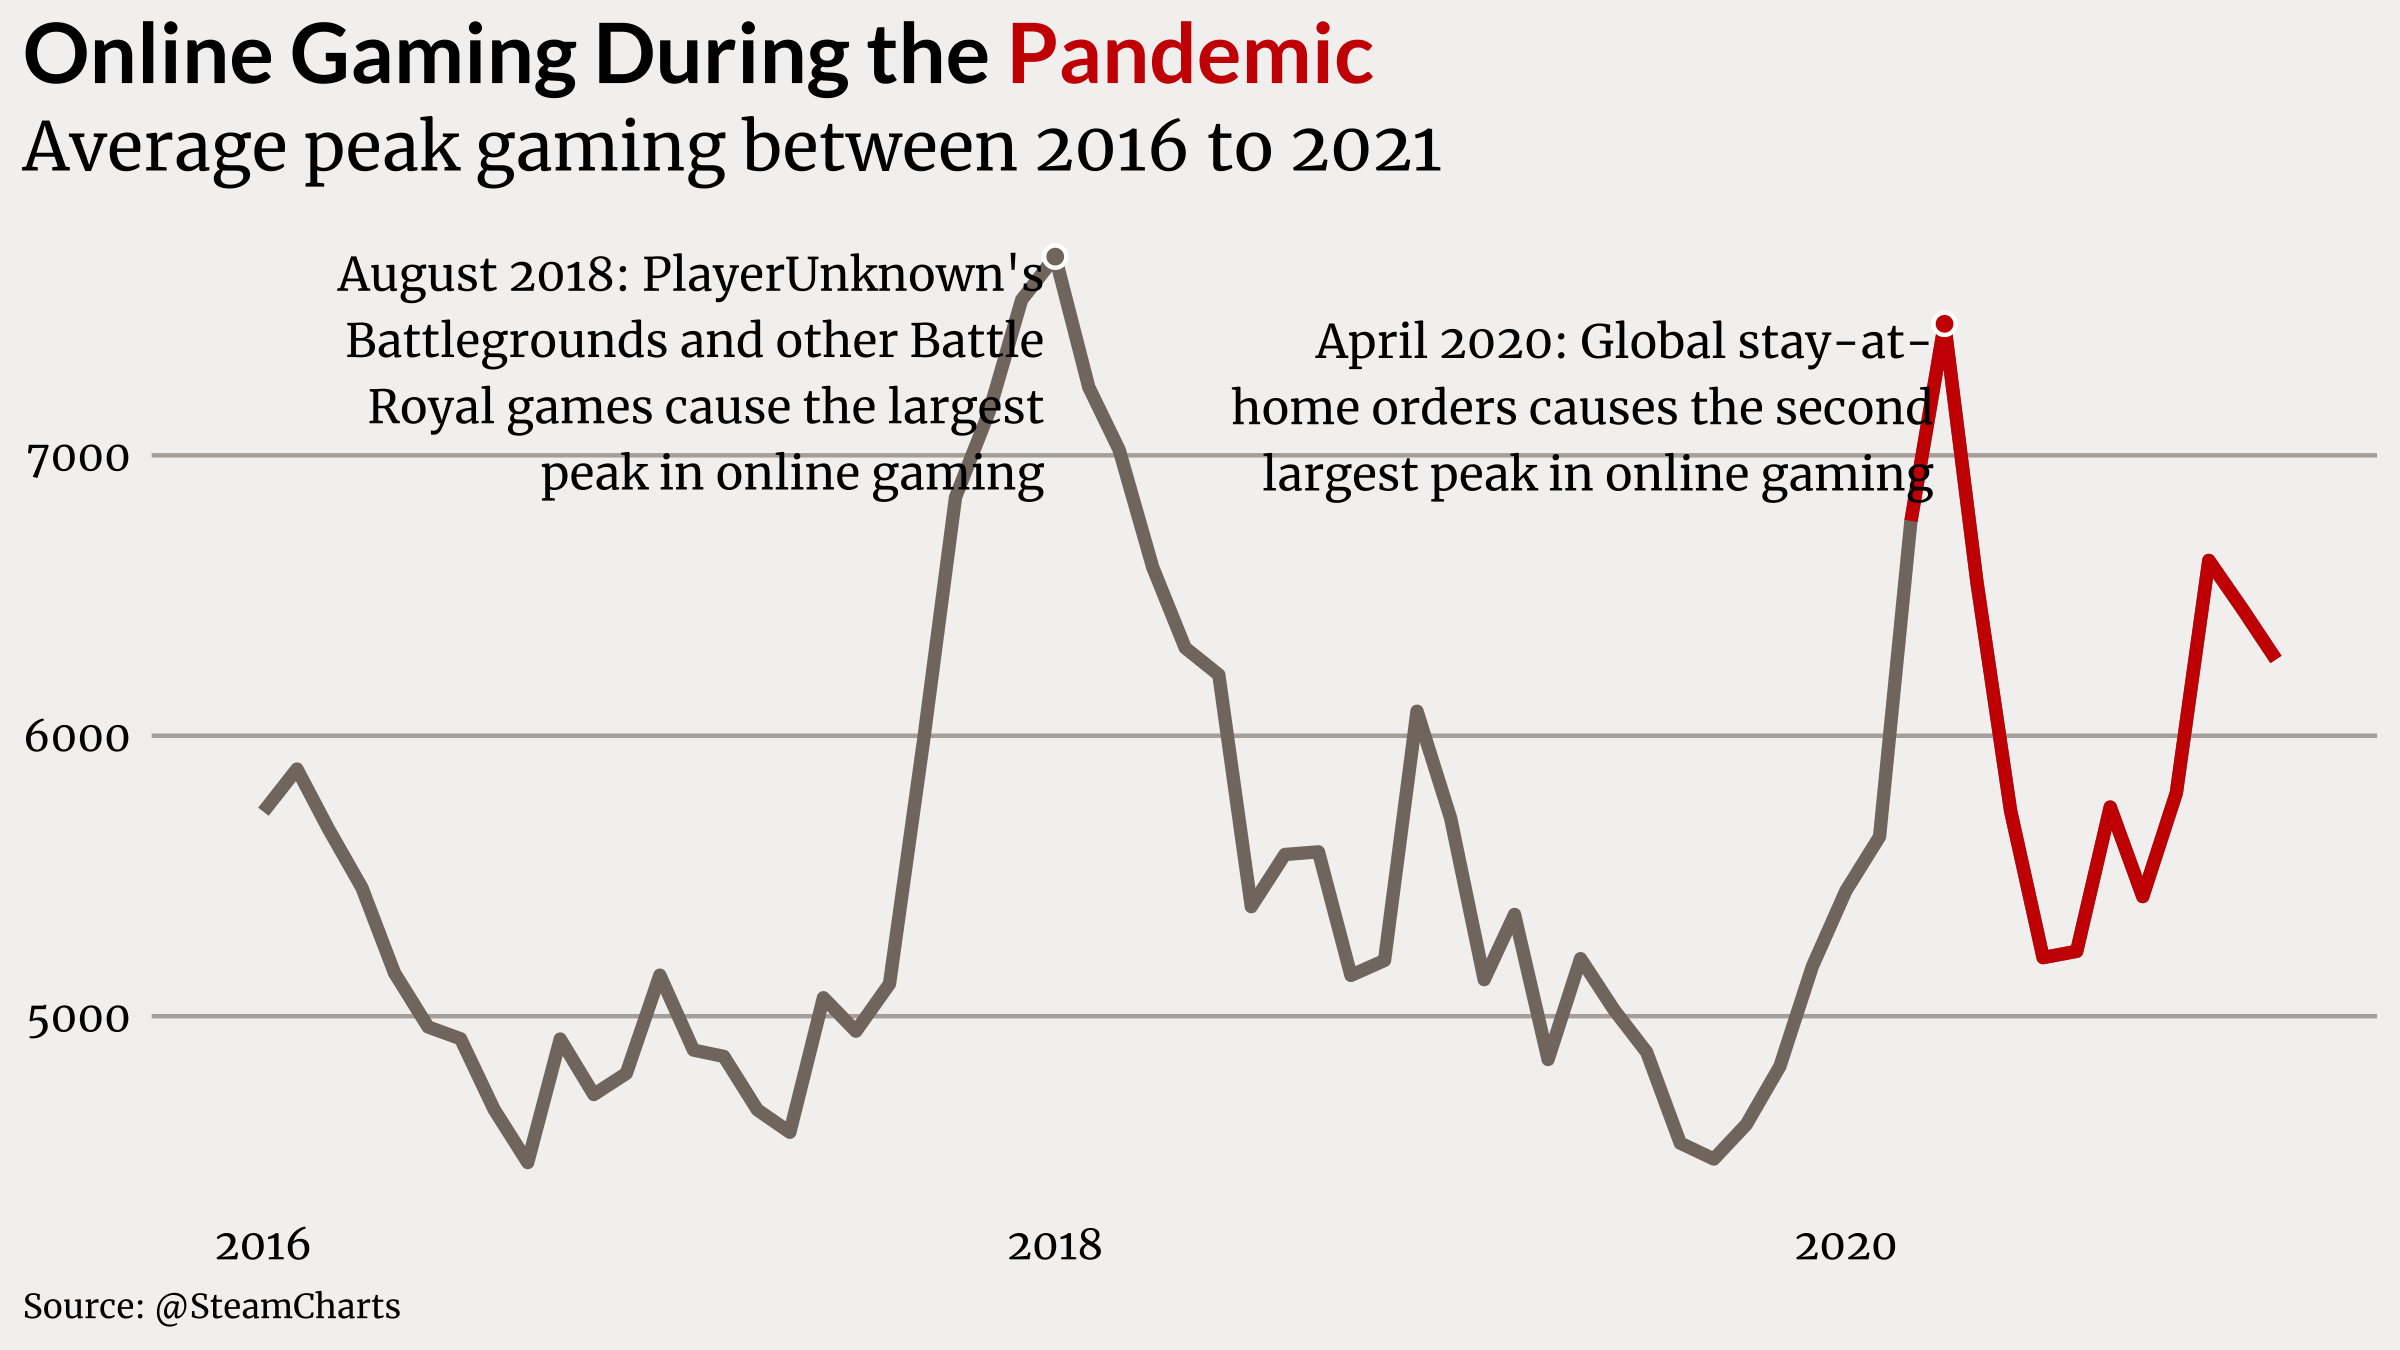 Online Gaming During the Pandemic
Average peak gaming between 2016 to 2021
August 2018: PlayerUnknown's
Battlegrounds and other Battle
Royal games cause the largest
peak in online gaming
April 2020: Global stay-at-
home orders causes the second
largest peak in online gaming
7000
6000
5000
2016
2018
2020
Source: @SteamCharts